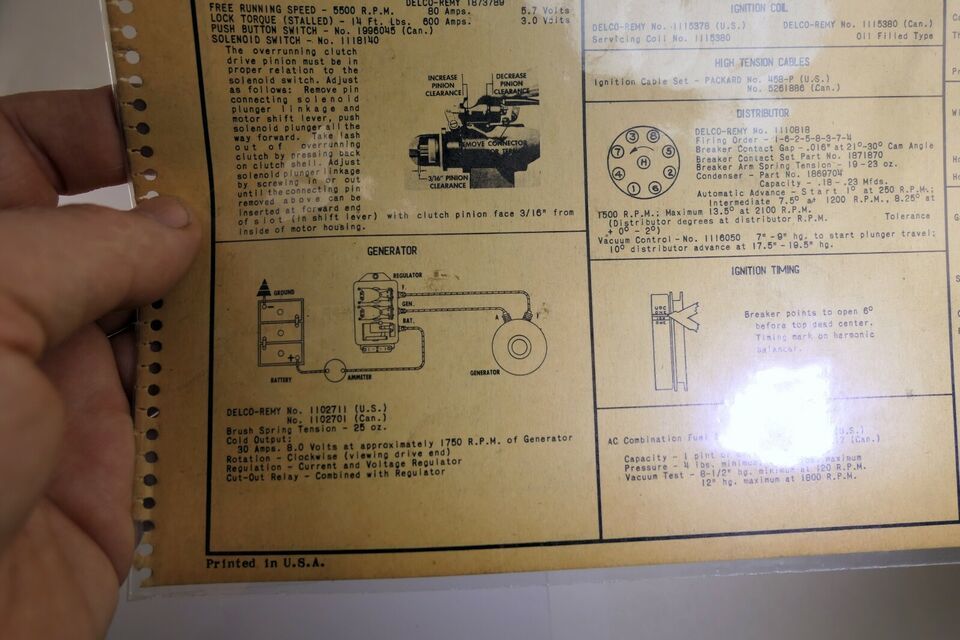 DELCO-REMY 1873789
FREE RUNNING SPEED - 5500 R.P.M. 80 Amps. 5.7 Volts
LOCK TORQUE (STALLED) - 14 Ft. Lbs. 600 Amps. 3.0 Volts
PUSH BUTTON SWITCH - No. 1996045 (Can.)
SOLENOID SWITCH - No. 1118140
The overrunning clutch
drive pinion must be in
proper relation to the
solenoid switch. Adjust
as follows: Remove pin
connecting solenoid
plunger linkage and
motor shift lever, push
solenoid plunger all the
way forward. Take lash
out of overrunning
clutch by pressing back
on clutch shell. Adjust
solenoid plunger linkage
by screwing in or out
until the connecting pin
removed above can be
inserted at forward end
of slot (in shift lever) with clutch pinion face 3/16" from
inside of motor housing.
INCREASE
PINION
CLEARANCE
DECREASE
PINION
CLEARANCE
REMOVE CONNECTOR
3/16" PINION
CLEARANCE
GENERATOR
GROUND
REGULATOR
F.
GEN.
BAT.
A
F
BATTERY
AMMETER
GENERATOR
DELCO-REMY No. 1102711 (U.S.)
No. 1102701 (Can.)
Brush Spring Tension - 25 oz.
Cold Output:
30 Amps. 8.0 Volts at approximately 1750 R.P.M. of Generator
Rotation - Clockwise (viewing drive end)
Regulation - Current and Voltage Regulator
Cut-Out Relay - Combined with Regulator
Printed in U.S.A.
IGNITION COIL
DELCO-REMY No. 1115378 (U.S.) DELCO-REMY No. 1115380 (Can.)
Servicing Coil No. 1115380 Oil Filled Type
HIGH TENSION CABLES
Ignition Cable Set - PACKARD No. 468-P (U.S.)
No. 5261886 (Can.)
DISTRIBUTOR
3 8 5 6 2 1 4 7
H
DELCO-REMY No. 1110818
Firing Order - 1-6-2-5-8-3-7-4
Breaker Contact Gap - .016" at 21°-30° Cam Angle
Breaker Contact Set Part No. 1871870
Breaker Arm Spring Tension - 19-23 oz.
Condenser - Part No. 1869704
Capacity - .18-.23 Mfds.
Automatic Advance - Start 1° at 250 R.P.M.;
Intermediate 7.5° at 1200 R.P.M., 8.25° at
1500 R.P.M.; Maximum 13.5° at 2100 R.P.M.
(Distributor degrees at distributor R.P.M. Tolerance
+ 0° - 2°)
Vacuum Control - No. 1116050 7" -9" hg. to start plunger travel;
10° distributor advance at 17.5" -19.5" hg.
IGNITION TIMING
Breaker points to open 6°
before top dead center.
Timing mark on harmonic
balancer.
AC Combination Fuel U.S.)
(Can.)
Capacity - 1 pint
Pressure - 4 lbs. minimum maximum
Vacuum Test - 8-1/2" hg. minimum at 120 R.P.M.
12" hg. maximum at 1800 R.P.M.